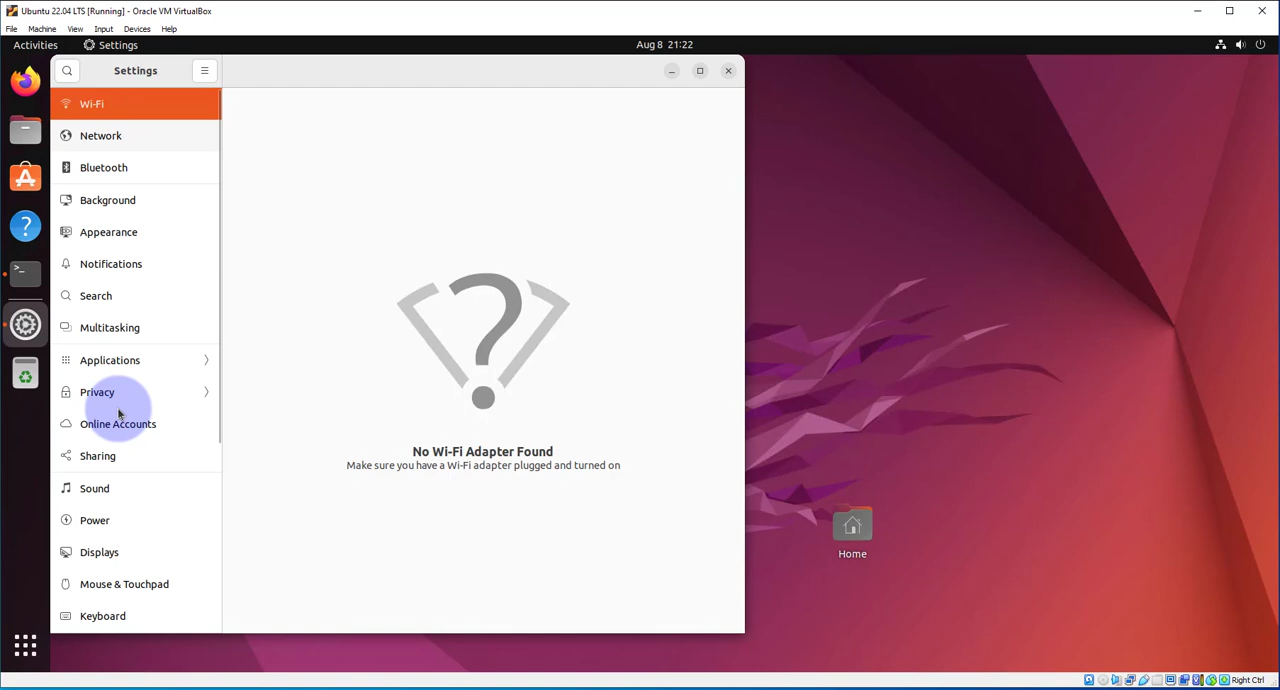 Ubuntu 22.04 LTS [Running] - Oracle VM VirtualBox
File Machine View Input Devices Help
Activities Settings Aug 8 21:22
Settings
Wi-Fi
Network
Bluetooth
Background
Appearance
Notifications
Search
Multitasking
Applications
Privacy
Online Accounts
Sharing
Sound
Power
Displays
Mouse & Touchpad
Keyboard
No Wi-Fi Adapter Found
Make sure you have a Wi-Fi adapter plugged and turned on
Home
Right Ctrl